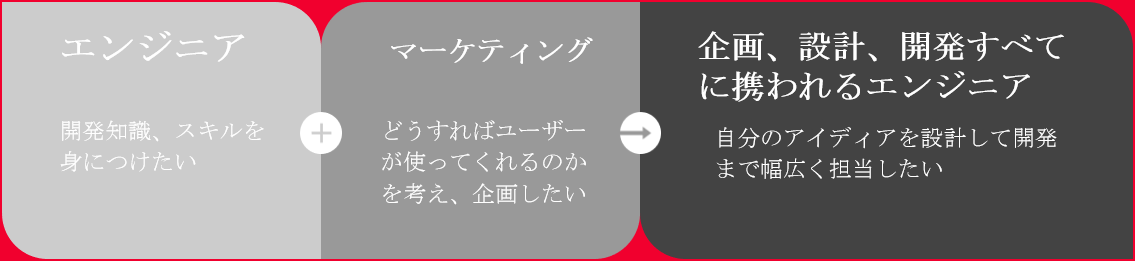 エンジニア
開発知識、スキルを
身につけたい
マーケティング
どうすればユーザー
が使ってくれるのか
を考え、企画したい
企画、設計、開発すべて
に携われるエンジニア
自分のアイディアを設計して開発
まで幅広く担当したい